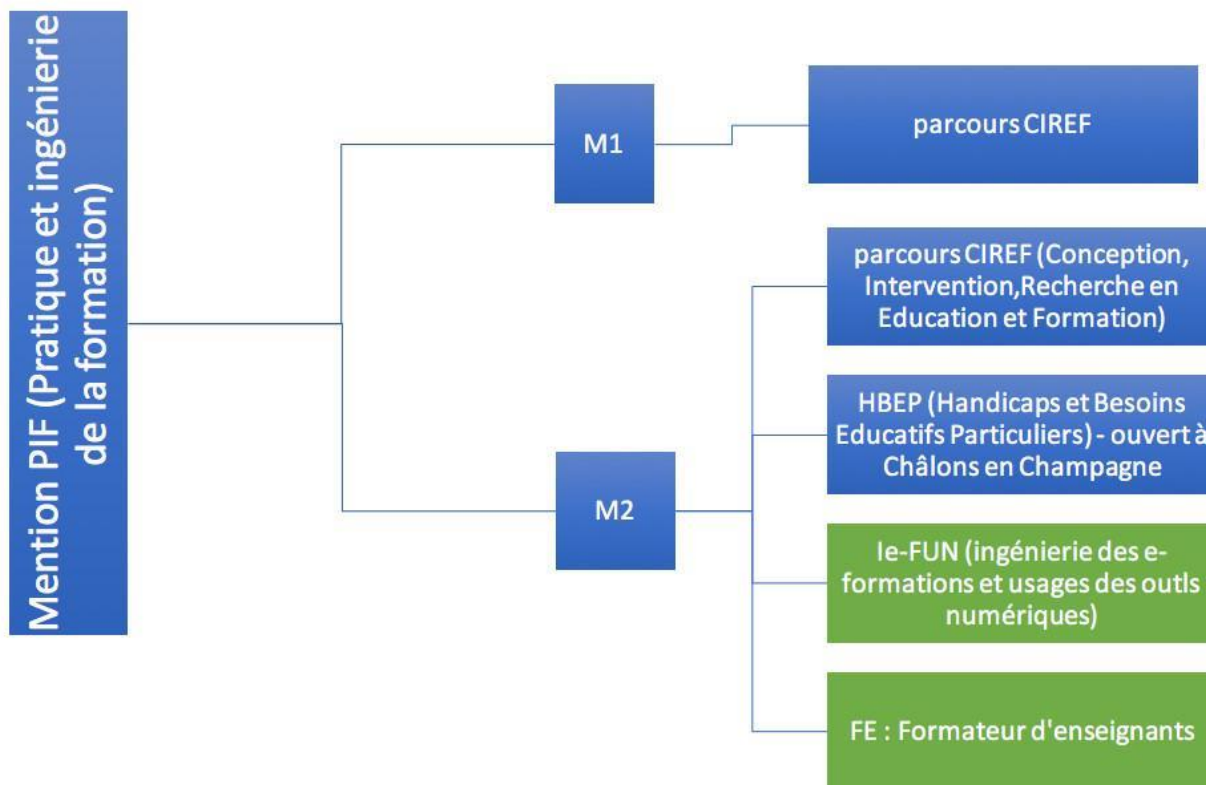 Mention PIF (Pratique et ingénierie
de la formation)
M1
parcours CIREF
M2
parcours CIREF (Conception,
Intervention,Recherche en
Education et Formation)
HBEP (Handicaps et Besoins
Educatifs Particuliers) - ouvert à
Châlons en Champagne
Ie-FUN (ingénierie des e-
formations et usages des outls
numériques)
FE : Formateur d'enseignants